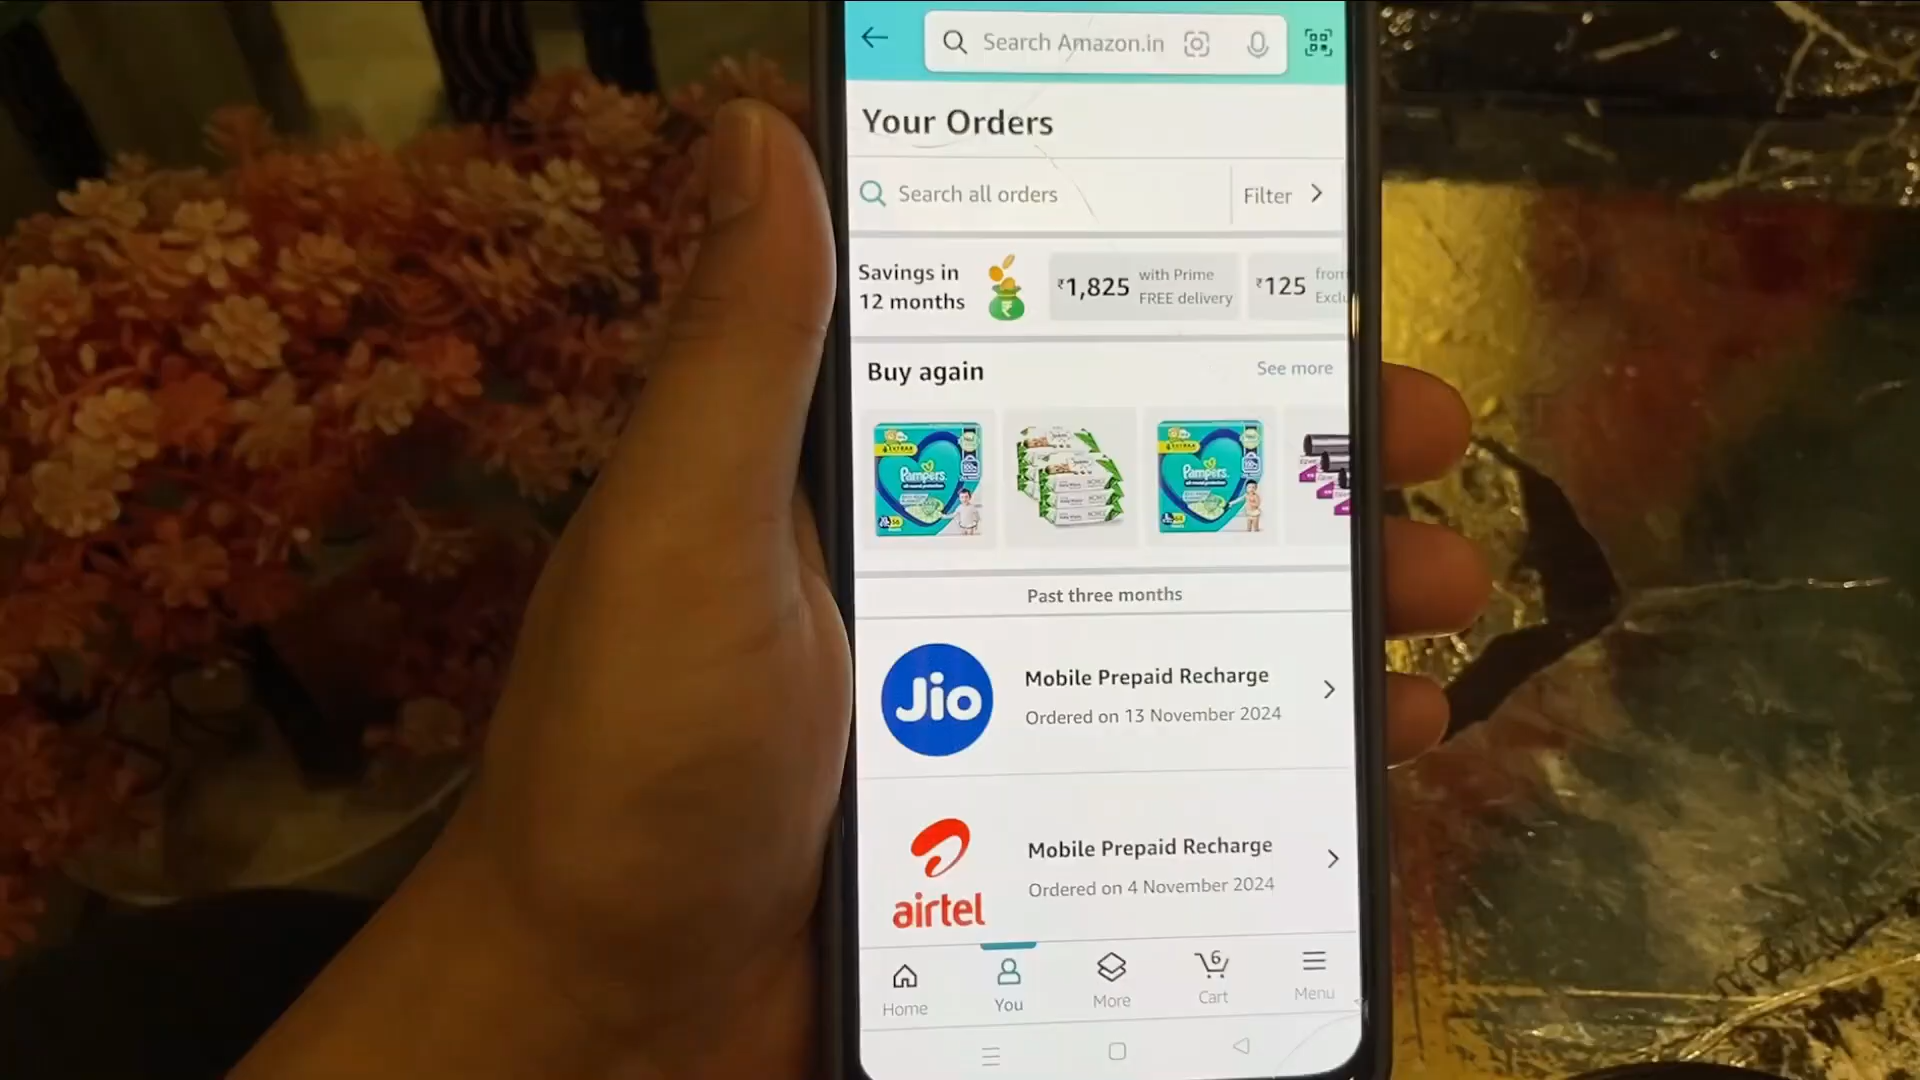 Search Amazon.in
Your Orders
Search all orders
Filter
Savings in
12 months
₹1,825
with Prime
FREE delivery
₹125
from
Buy again
See more
Pampers
Pampers
Past three months
Jio
Mobile Prepaid Recharge
Ordered on 13 November 2024
airtel
Mobile Prepaid Recharge
Ordered on 4 November 2024
Home
You
More
6
Cart
Menu